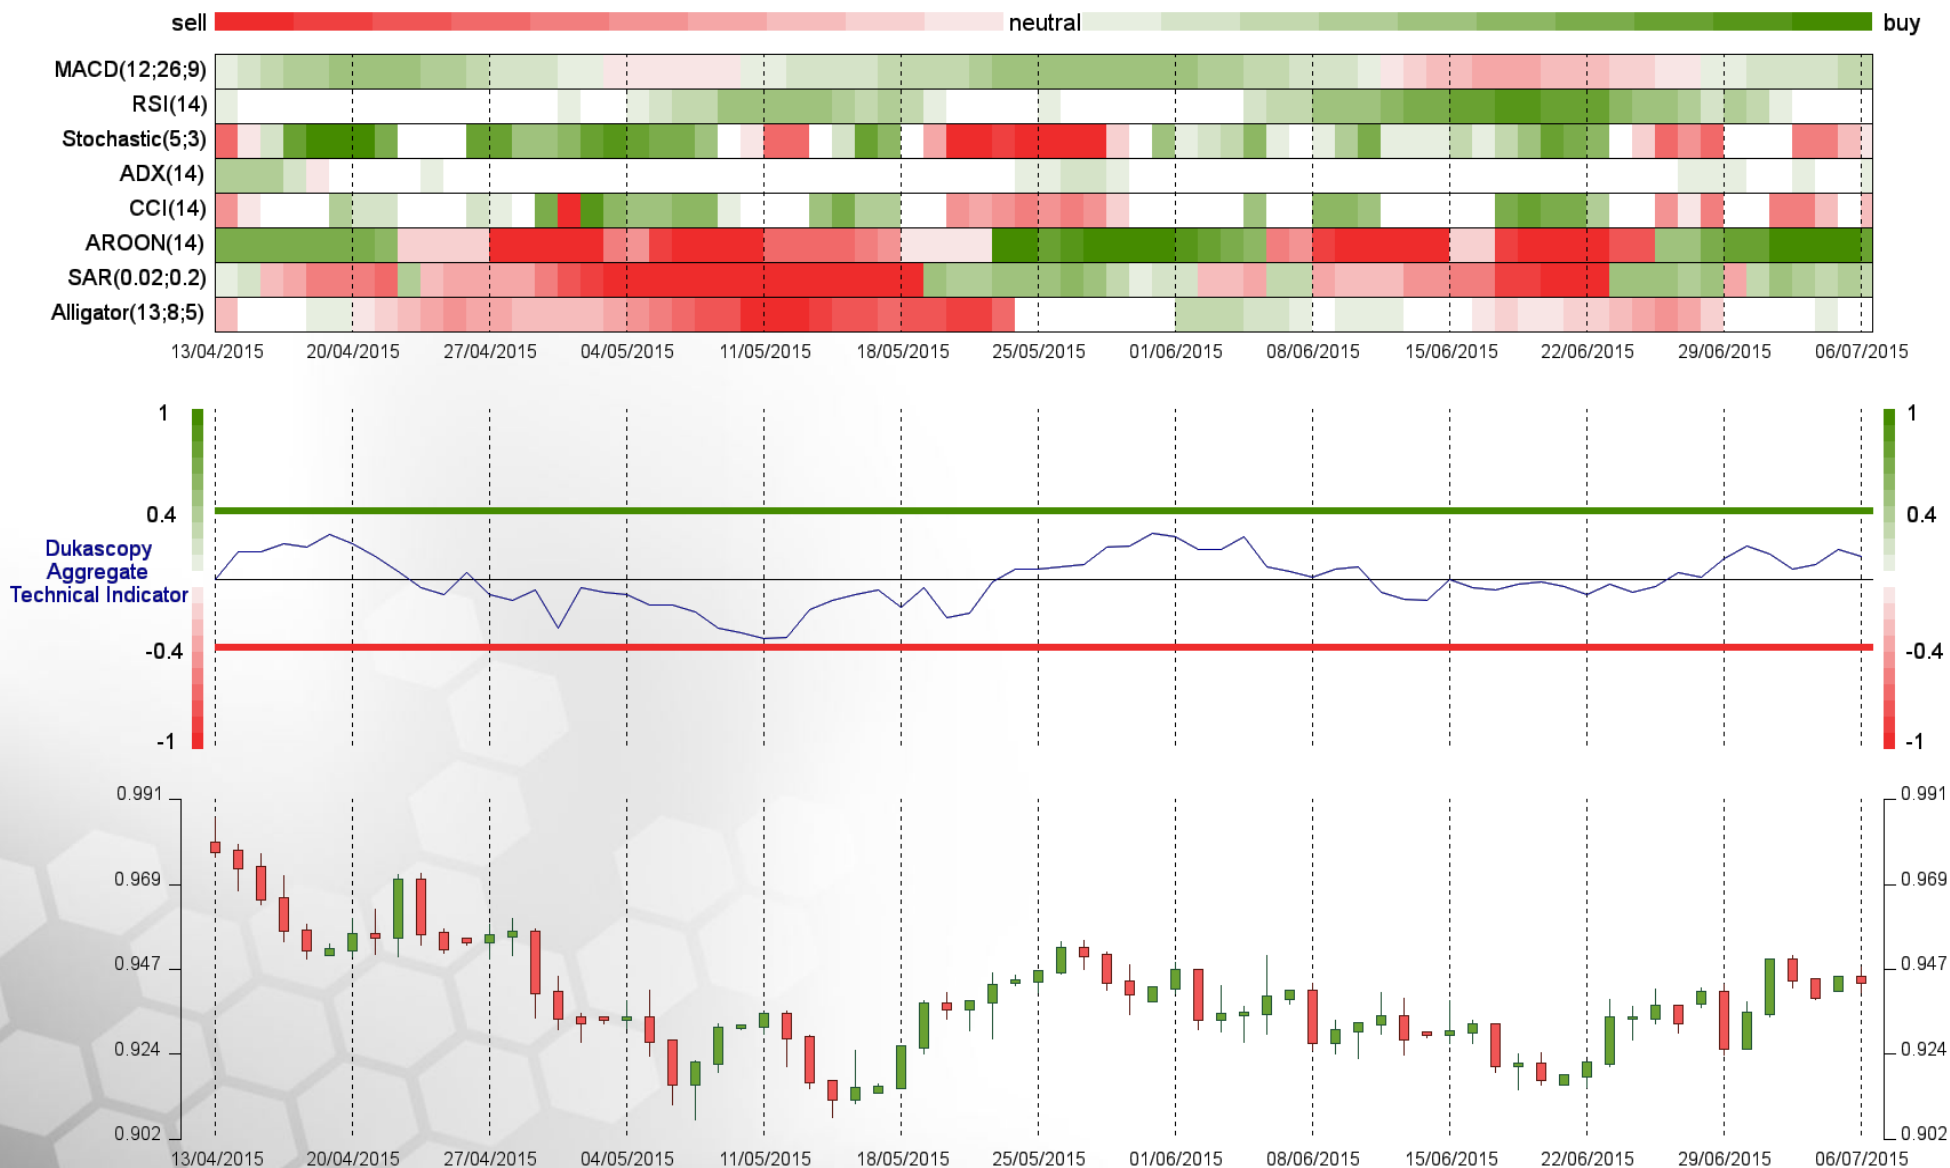 sell neutral buy
MACD(12;26;9)
RSI(14)
Stochastic(5;3)
ADX(14)
CCI(14)
AROON(14)
SAR(0.02;0.2)
Alligator(13;8;5)
13/04/2015 20/04/2015 27/04/2015 04/05/2015 11/05/2015 18/05/2015 25/05/2015 01/06/2015 08/06/2015 15/06/2015 22/06/2015 29/06/2015 06/07/2015
1 1
0.4 0.4
Dukascopy
Aggregate
Technical Indicator
-0.4 -0.4
-1 -1
0.991 0.991
0.969 0.969
0.947 0.947
0.924 0.924
0.902 0.902
13/04/2015 20/04/2015 27/04/2015 04/05/2015 11/05/2015 18/05/2015 25/05/2015 01/06/2015 08/06/2015 15/06/2015 22/06/2015 29/06/2015 06/07/2015